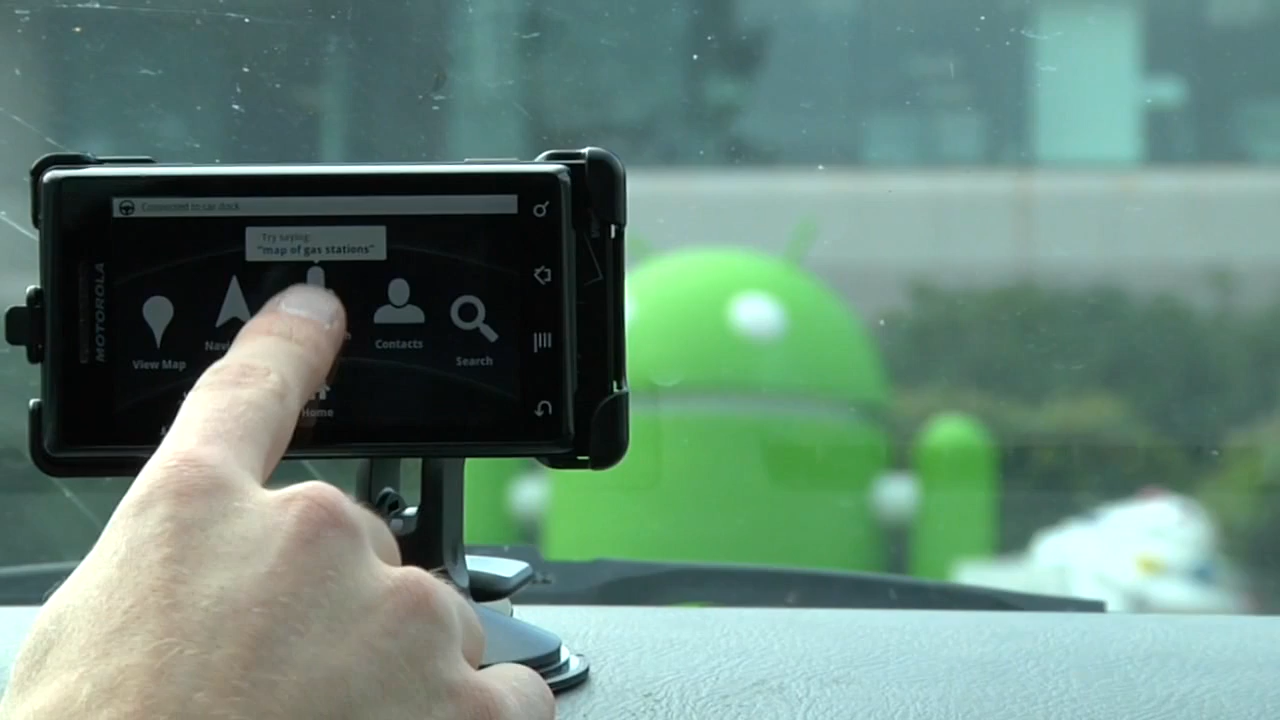 Connected to car dock
Try saying:
"map of gas stations"
MOTOROLA
View Map
Contacts
Search
Home